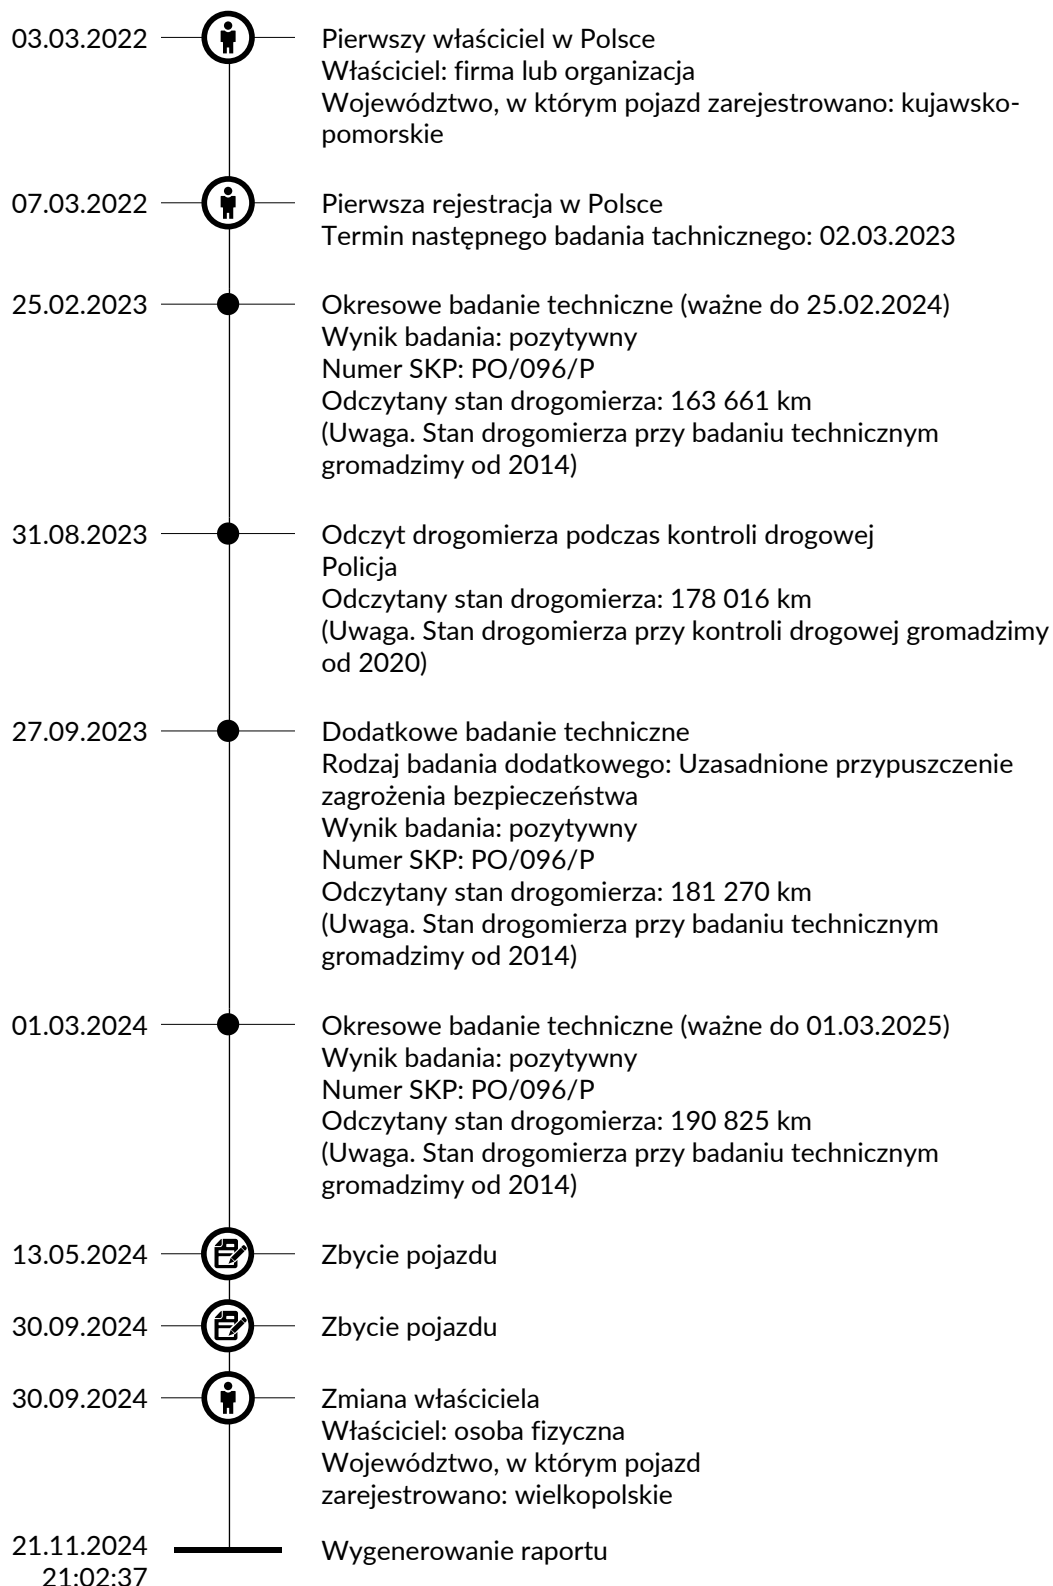 03.03.2022 Pierwszy właściciel w Polsce
Właściciel: firma lub organizacja
Województwo, w którym pojazd zarejestrowano: kujawsko-
pomorskie
07.03.2022 Pierwsza rejestracja w Polsce
Termin następnego badania tachnicznego: 02.03.2023
25.02.2023 Okresowe badanie techniczne (ważne do 25.02.2024)
Wynik badania: pozytywny
Numer SKP: PO/096/P
Odczytany stan drogomierza: 163 661 km
(Uwaga. Stan drogomierza przy badaniu technicznym
gromadzimy od 2014)
31.08.2023 Odczyt drogomierza podczas kontroli drogowej
Policja
Odczytany stan drogomierza: 178 016 km
(Uwaga. Stan drogomierza przy kontroli drogowej gromadzimy
od 2020)
27.09.2023 Dodatkowe badanie techniczne
Rodzaj badania dodatkowego: Uzasadnione przypuszczenie
zagrożenia bezpieczeństwa
Wynik badania: pozytywny
Numer SKP: PO/096/P
Odczytany stan drogomierza: 181 270 km
(Uwaga. Stan drogomierza przy badaniu technicznym
gromadzimy od 2014)
01.03.2024 Okresowe badanie techniczne (ważne do 01.03.2025)
Wynik badania: pozytywny
Numer SKP: PO/096/P
Odczytany stan drogomierza: 190 825 km
(Uwaga. Stan drogomierza przy badaniu technicznym
gromadzimy od 2014)
13.05.2024 Zbycie pojazdu
30.09.2024 Zbycie pojazdu
30.09.2024 Zmiana właściciela
Właściciel: osoba fizyczna
Województwo, w którym pojazd
zarejestrowano: wielkopolskie
21.11.2024 Wygenerowanie raportu
21:02:37